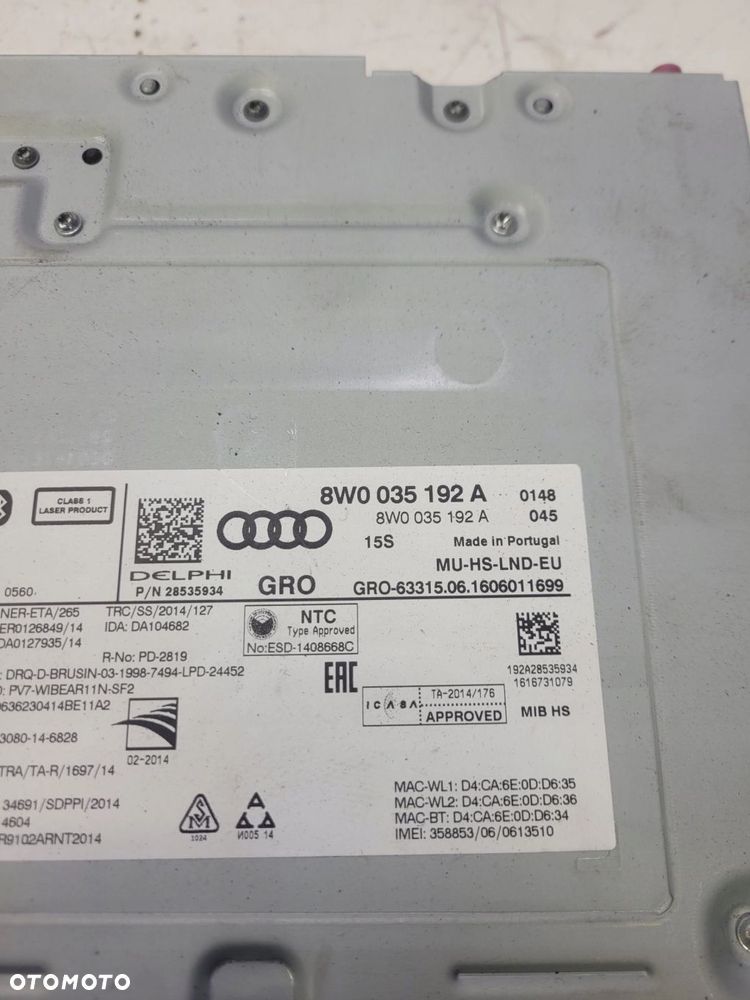 8W0 035 192 A 0148
CLASS 1
LASER PRODUCT
8W0 035 192 A 045
15S Made in Portugal
MU-HS-LND-EU
DELPHI
0560
P/N 28535934
GRO
GRO-63315.06.1606011699
NER-ETA/265
TRC/SS/2014/127
ER0126849/14
IDA: DA104682
DA0127935/14
NTC
Type Approved
No:ESD-1408668C
R-No: PD-2819
: DRQ-D-BRUSIN-03-1998-7494-LPD-24452
192A28535934
1616731079
: PV7-WIBEAR11N-SF2
0636230414BE11A2
EAC
ICASA
TA-2014/176
APPROVED
MIB HS
3080-14-6828
02-2014
TRA/TA-R/1697/14
34691/SDPPI/2014
4604
R9102ARNT2014
SM
1024
И005 14
MAC-WL1: D4:CA:6E:0D:D6:35
MAC-WL2: D4:CA:6E:0D:D6:36
MAC-BT: D4:CA:6E:0D:D6:34
IMEI: 358853/06/0613510
OTOMOTO